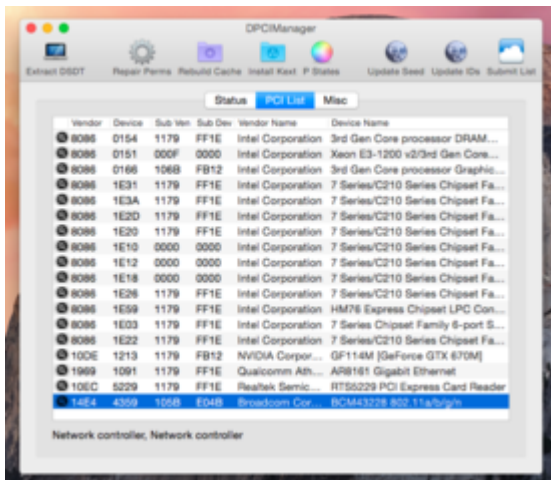 DPCIManager
Extract DSDT Repair Perms Rebuild Cache Install Kext P States Update Seed Update IDs Submit List
Status PCI List Misc
Vendor Device Sub Ven Sub Dev Vendor Name Device Name
8086 0154 1179 FF1E Intel Corporation 3rd Gen Core processor DRAM...
8086 0151 000F 0000 Intel Corporation Xeon E3-1200 v2/3rd Gen Core...
8086 0166 106B FB12 Intel Corporation 3rd Gen Core processor Graphic...
8086 1E31 1179 FF1E Intel Corporation 7 Series/C210 Series Chipset Fa...
8086 1E3A 1179 FF1E Intel Corporation 7 Series/C210 Series Chipset Fa...
8086 1E2D 1179 FF1E Intel Corporation 7 Series/C210 Series Chipset Fa...
8086 1E20 1179 FF1E Intel Corporation 7 Series/C210 Series Chipset Fa...
8086 1E10 0000 0000 Intel Corporation 7 Series/C210 Series Chipset Fa...
8086 1E12 0000 0000 Intel Corporation 7 Series/C210 Series Chipset Fa...
8086 1E18 0000 0000 Intel Corporation 7 Series/C210 Series Chipset Fa...
8086 1E26 1179 FF1E Intel Corporation 7 Series/C210 Series Chipset Fa...
8086 1E59 1179 FF1E Intel Corporation HM76 Express Chipset LPC Con...
8086 1E03 1179 FF1E Intel Corporation 7 Series Chipset Family 6-port S...
8086 1E22 1179 FF1E Intel Corporation 7 Series/C210 Series Chipset Fa...
10DE 1213 1179 FB12 NVIDIA Corpor... GF114M [GeForce GTX 670M]
1969 1091 1179 FF1E Qualcomm Ath... AR8161 Gigabit Ethernet
10EC 5229 1179 FF1E Realtek Semic... RTS5229 PCI Express Card Reader
14E4 4359 105B E04B Broadcom Cor... BCM43228 802.11a/b/g/n
Network controller, Network controller